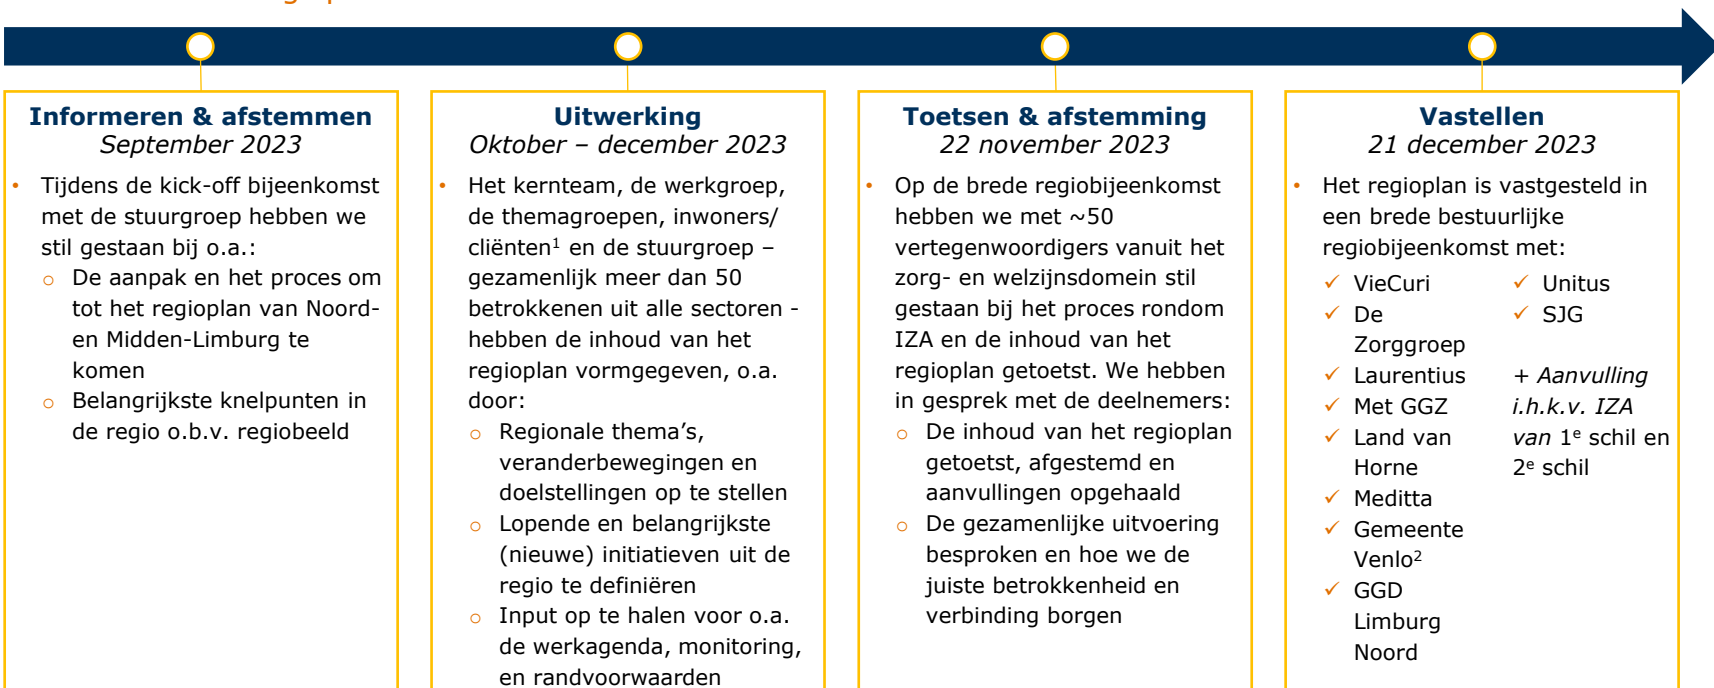 Informeren & afstemmen
September 2023
• Tijdens de kick-off bijeenkomst
met de stuurgroep hebben we
stil gestaan bij o.a.:
o De aanpak en het proces om
tot het regioplan van Noord-
en Midden-Limburg te
komen
o Belangrijkste knelpunten in
de regio o.b.v. regiobeeld
Uitwerking
Oktober – december 2023
• Het kernteam, de werkgroep,
de themagroepen, inwoners/
cliënten¹ en de stuurgroep –
gezamenlijk meer dan 50
betrokkenen uit alle sectoren -
hebben de inhoud van het
regioplan vormgegeven, o.a.
door:
o Regionale thema’s,
veranderbewegingen en
doelstellingen op te stellen
o Lopende en belangrijkste
(nieuwe) initiatieven uit de
regio te definiëren
o Input op te halen voor o.a.
de werkagenda, monitoring,
en randvoorwaarden
Toetsen & afstemming
22 november 2023
• Op de brede regiobijeenkomst
hebben we met ~50
vertegenwoordigers vanuit het
zorg- en welzijnsdomein stil
gestaan bij het proces rondom
IZA en de inhoud van het
regioplan getoetst. We hebben
in gesprek met de deelnemers:
o De inhoud van het regioplan
getoetst, afgestemd en
aanvullingen opgehaald
o De gezamenlijke uitvoering
besproken en hoe we de
juiste betrokkenheid en
verbinding borgen
Vastellen
21 december 2023
• Het regioplan is vastgesteld in
een brede bestuurlijke
regiobijeenkomst met:
✓ VieCuri
✓ De
Zorggroep
✓ Laurentius
✓ Met GGZ
✓ Land van
Horne
✓ Meditta
✓ Gemeente
Venlo²
✓ GGD
Limburg
Noord
✓ Unitus
✓ SJG
+ Aanvulling
i.h.k.v. IZA
van 1ᵉ schil en
2ᵉ schil